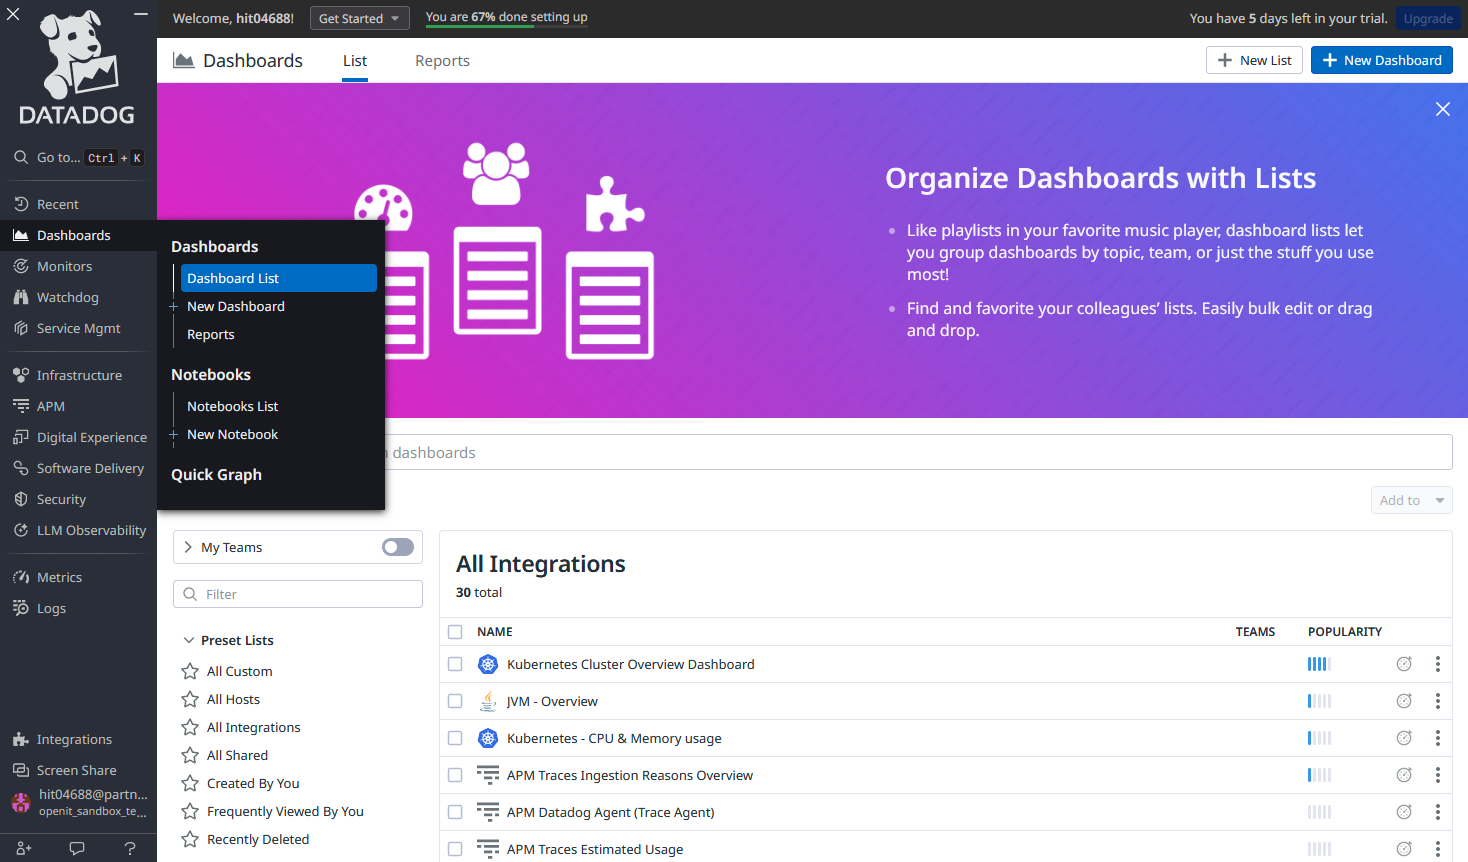 Welcome, hit04688!
Get Started
You are 67% done setting up
You have 5 days left in your trial.
Upgrade
DATADOG
Go to... Ctrl + K
Recent
Dashboards
Monitors
Watchdog
Service Mgmt
Infrastructure
APM
Digital Experience
Software Delivery
Security
LLM Observability
Metrics
Logs
Integrations
Screen Share
hit04688@partn...
openit_sandbox_te...
Dashboards
List
Reports
New List
New Dashboard
Dashboards
Dashboard List
New Dashboard
Reports
Notebooks
Notebooks List
New Notebook
Quick Graph
Organize Dashboards with Lists
Like playlists in your favorite music player, dashboard lists let
you group dashboards by topic, team, or just the stuff you use
most!
Find and favorite your colleagues’ lists. Easily bulk edit or drag
and drop.
dashboards
Add to
My Teams
Filter
Preset Lists
All Custom
All Hosts
All Integrations
All Shared
Created By You
Frequently Viewed By You
Recently Deleted
All Integrations
30 total
NAME TEAMS POPULARITY
Kubernetes Cluster Overview Dashboard
JVM - Overview
Kubernetes - CPU & Memory usage
APM Traces Ingestion Reasons Overview
APM Datadog Agent (Trace Agent)
APM Traces Estimated Usage